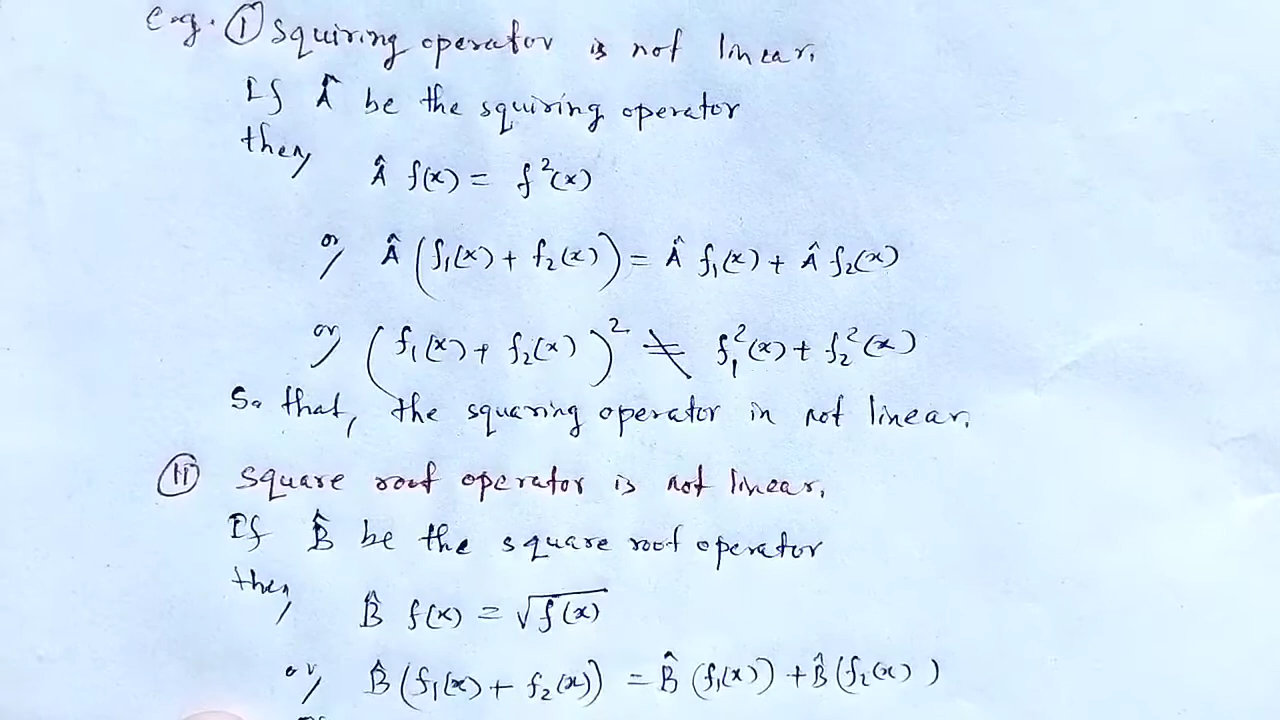 e.g. ① squiring operator is not linear.
If Â be the squiring operator
then,
Â f(x) = f²(x)
or, Â (f₁(x) + f₂(x)) = Â f₁(x) + Â f₂(x)
or, (f₁(x) + f₂(x))² ≠ f₁²(x) + f₂²(x)
So that, the squaring operator in not linear.
ⓘⓘ square root operator is not linear.
If B̂ be the square root operator
then,
B̂ f(x) = √f(x)
or, B̂ (f₁(x) + f₂(x)) = B̂ (f₁(x)) + B̂ (f₂(x))